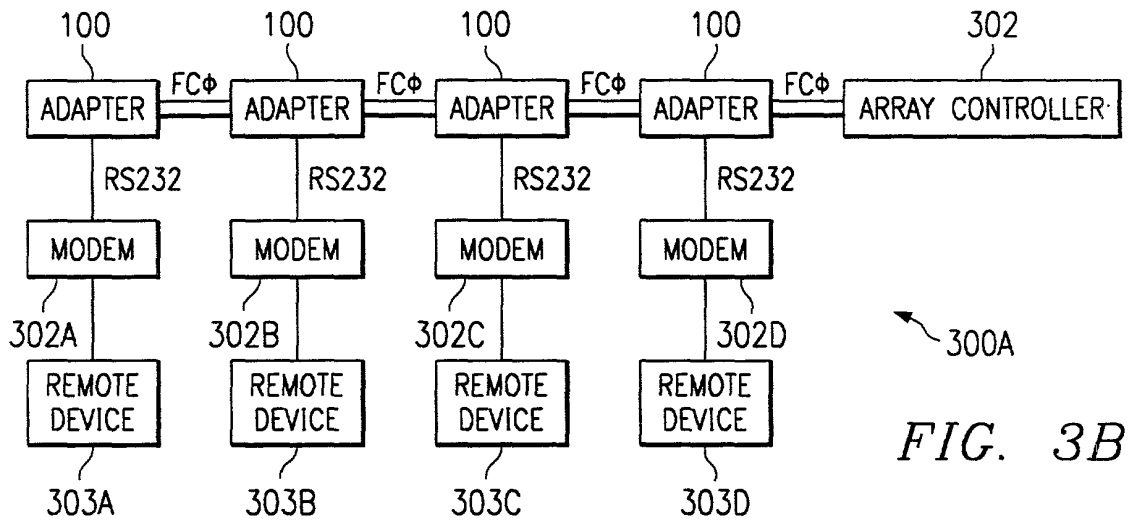 100 100 100 100 302
FCΦ FCΦ FCΦ FCΦ
ADAPTER ADAPTER ADAPTER ADAPTER ARRAY CONTROLLER
RS232 RS232 RS232 RS232
MODEM MODEM MODEM MODEM
302A 302B 302C 302D
300A
REMOTE DEVICE REMOTE DEVICE REMOTE DEVICE REMOTE DEVICE
FIG. 3B
303A 303B 303C 303D